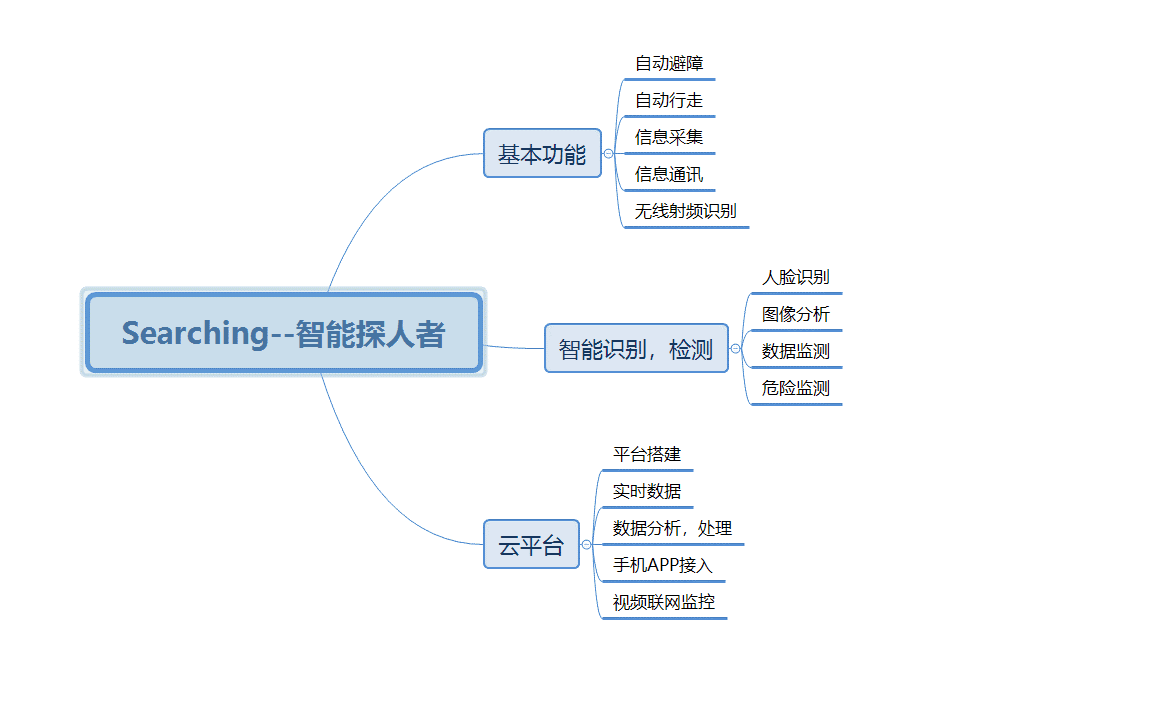 自动避障
自动行走
信息采集
信息通讯
无线射频识别
基本功能
人脸识别
图像分析
数据监测
危险监测
智能识别，检测
Searching--智能探人者
平台搭建
实时数据
数据分析，处理
手机APP接入
视频联网监控
云平台